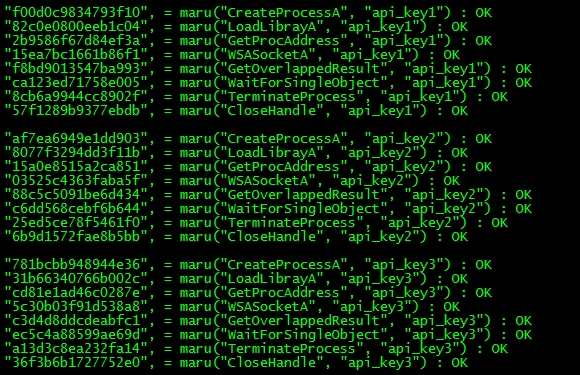 "f00d0c9834793f10", = maru("CreateProcessA", "api_key1") : OK
"82c0e0800eeb1c04", = maru("LoadLibrayA", "api_key1") : OK
"2b9586f67d84ef3a", = maru("GetProcAddress", "api_key1") : OK
"15ea7bc1661b86f1", = maru("WSASocketA", "api_key1") : OK
"f8bd9013547ba993", = maru("GetOverlappedResult", "api_key1") : OK
"ca123ed71758e005", = maru("WaitForSingleObject", "api_key1") : OK
"8cb6a9944cc8902f", = maru("TerminateProcess", "api_key1") : OK
"57f1289b9377ebdb", = maru("CloseHandle", "api_key1") : OK
"af7ea6949e1dd903", = maru("CreateProcessA", "api_key2") : OK
"8077f3294dd3f11b", = maru("LoadLibrayA", "api_key2") : OK
"15a0e8515a2ca851", = maru("GetProcAddress", "api_key2") : OK
"03525c4363faba5f", = maru("WSASocketA", "api_key2") : OK
"88c5c5091be6d434", = maru("GetOverlappedResult", "api_key2") : OK
"c6dd568cebf6b644", = maru("WaitForSingleObject", "api_key2") : OK
"25ed5ce78f5461f0", = maru("TerminateProcess", "api_key2") : OK
"6b9d1572fae8b5bb", = maru("CloseHandle", "api_key2") : OK
"781bcbb948944e36", = maru("CreateProcessA", "api_key3") : OK
"31b66340766b002c", = maru("LoadLibrayA", "api_key3") : OK
"cd81e1ad46c0287e", = maru("GetProcAddress", "api_key3") : OK
"5c30b03f91d538a8", = maru("WSASocketA", "api_key3") : OK
"c3d4d8ddcdeabfc1", = maru("GetOverlappedResult", "api_key3") : OK
"ec5c4a88599ae69d", = maru("WaitForSingleObject", "api_key3") : OK
"a13d3c8ea232fa14", = maru("TerminateProcess", "api_key3") : OK
"36f3b6b1727752e0", = maru("CloseHandle", "api_key3") : OK